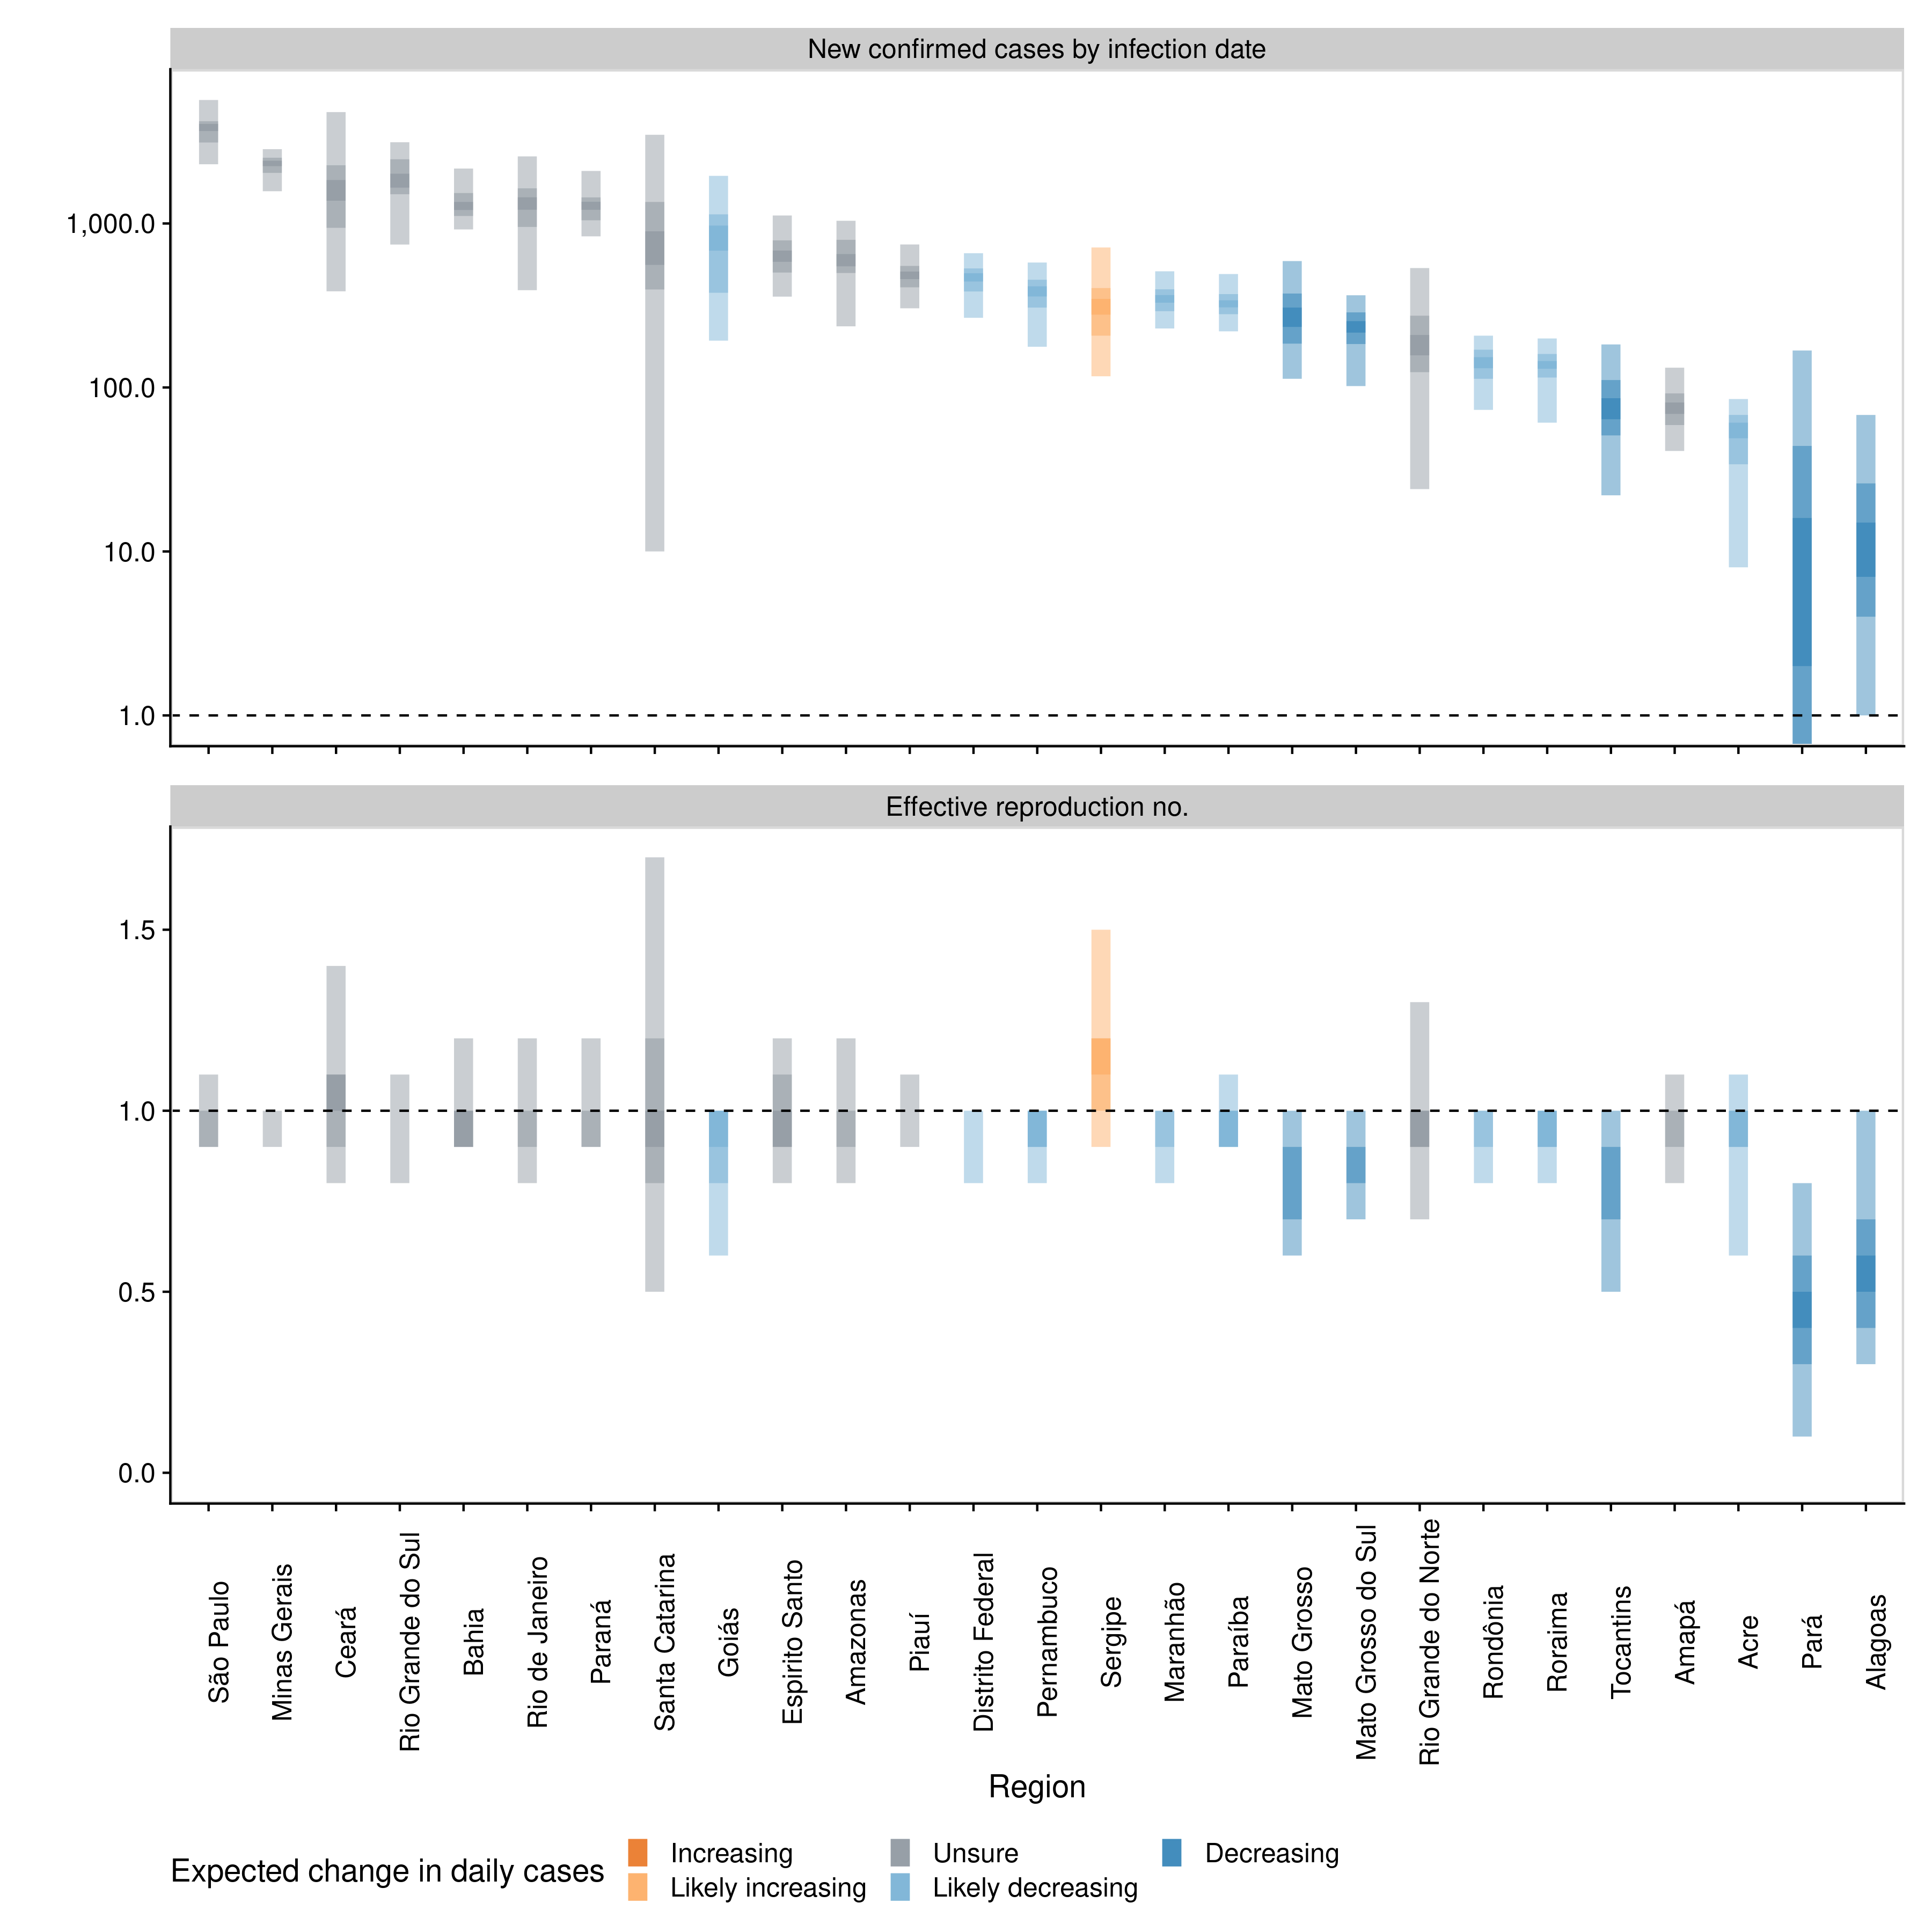 New confirmed cases by infection date
1,000.0
100.0
10.0
1.0
Effective reproduction no.
1.5
1.0
0.5
0.0
São Paulo
Minas Gerais
Ceará
Rio Grande do Sul
Bahia
Rio de Janeiro
Paraná
Santa Catarina
Goiás
Espirito Santo
Amazonas
Piauí
Distrito Federal
Pernambuco
Sergipe
Maranhão
Paraíba
Mato Grosso
Mato Grosso do Sul
Rio Grande do Norte
Rondônia
Roraima
Tocantins
Amapá
Acre
Pará
Alagoas
Region
Expected change in daily cases
Increasing
Likely increasing
Unsure
Likely decreasing
Decreasing